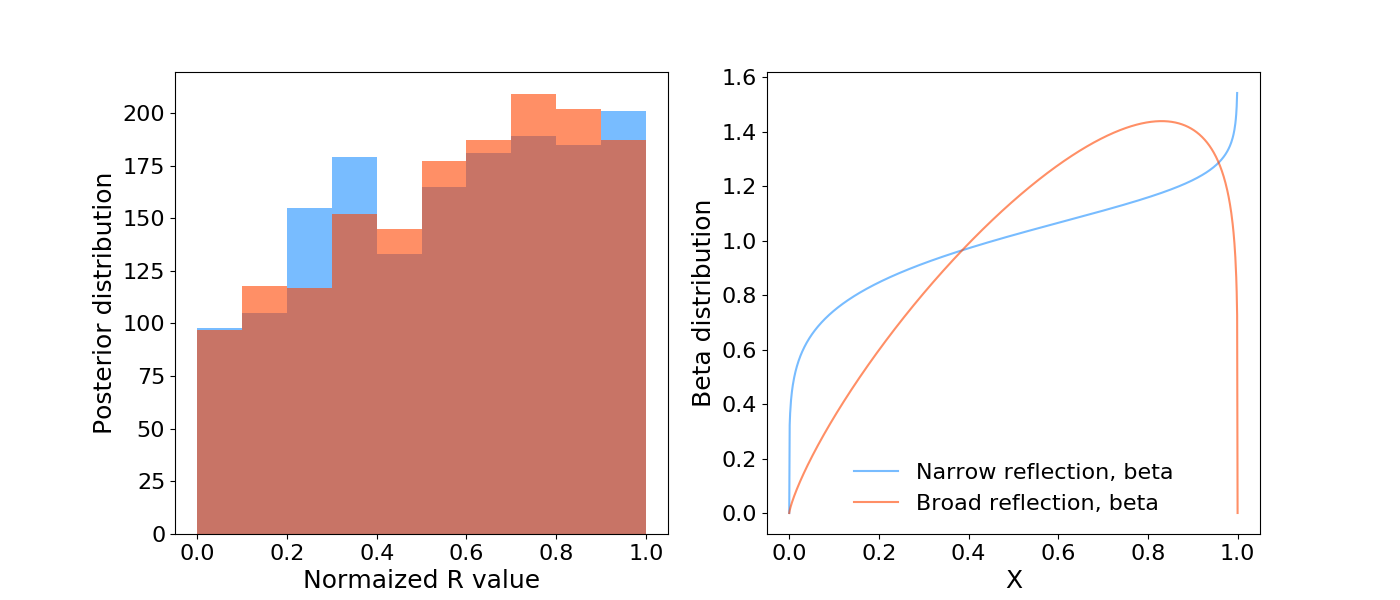 Posterior distribution
200
175
150
125
100
75
50
25
0
0.0 0.2 0.4 0.6 0.8 1.0
Normaized R value
Beta distribution
1.6
1.4
1.2
1.0
0.8
0.6
0.4
0.2
0.0
Narrow reflection, beta
Broad reflection, beta
0.0 0.2 0.4 0.6 0.8 1.0
X